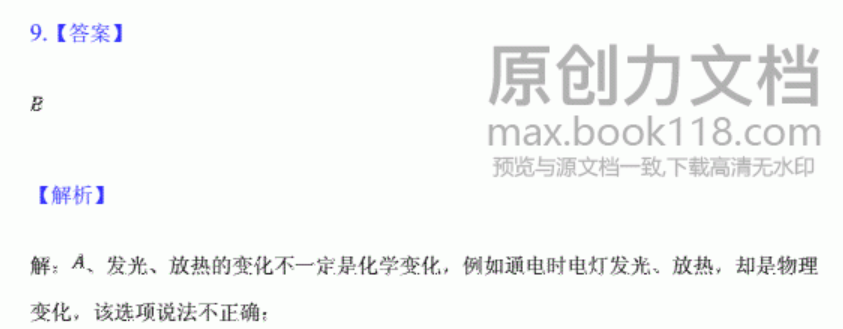 9.【答案】
原创力文档
max.book118.com
预览与源文档一致,下载高清无水印
B
【解析】
解：A、发光、放热的变化不一定是化学变化，例如通电时电灯发光、放热，却是物理
变化，该选项说法不正确；